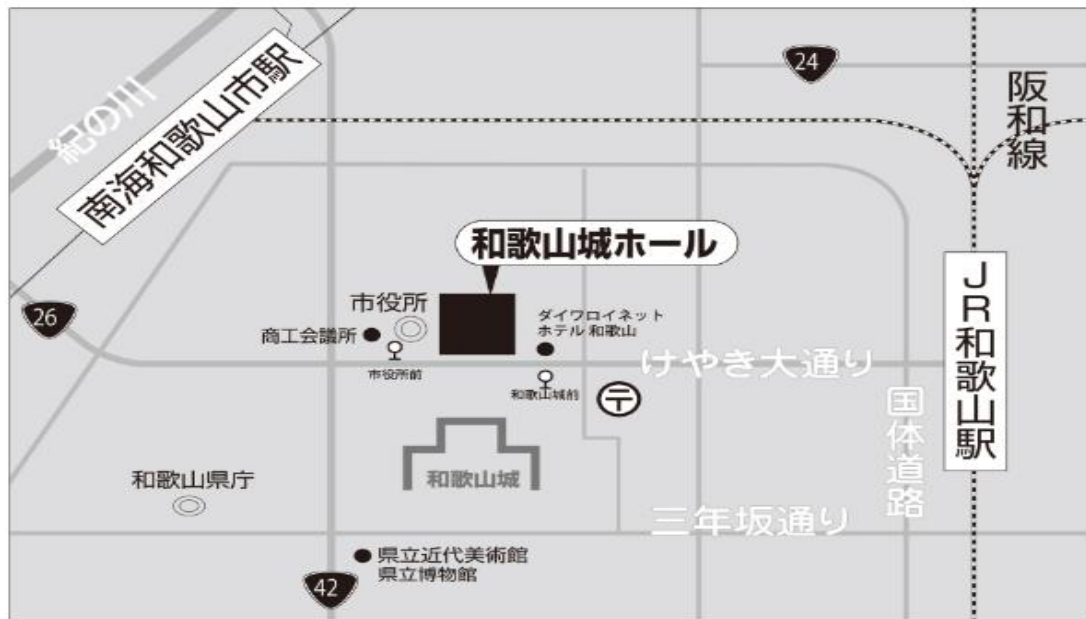 24
阪和線
紀の川
南海和歌山市駅
和歌山城ホール
26
市役所
商工会議所
ダイワロイネット
ホテル 和歌山
市役所前
けやき大通り
和歌山城前
〒
JR和歌山駅
国体道路
和歌山城
和歌山県庁
三年坂通り
県立近代美術館
県立博物館
42